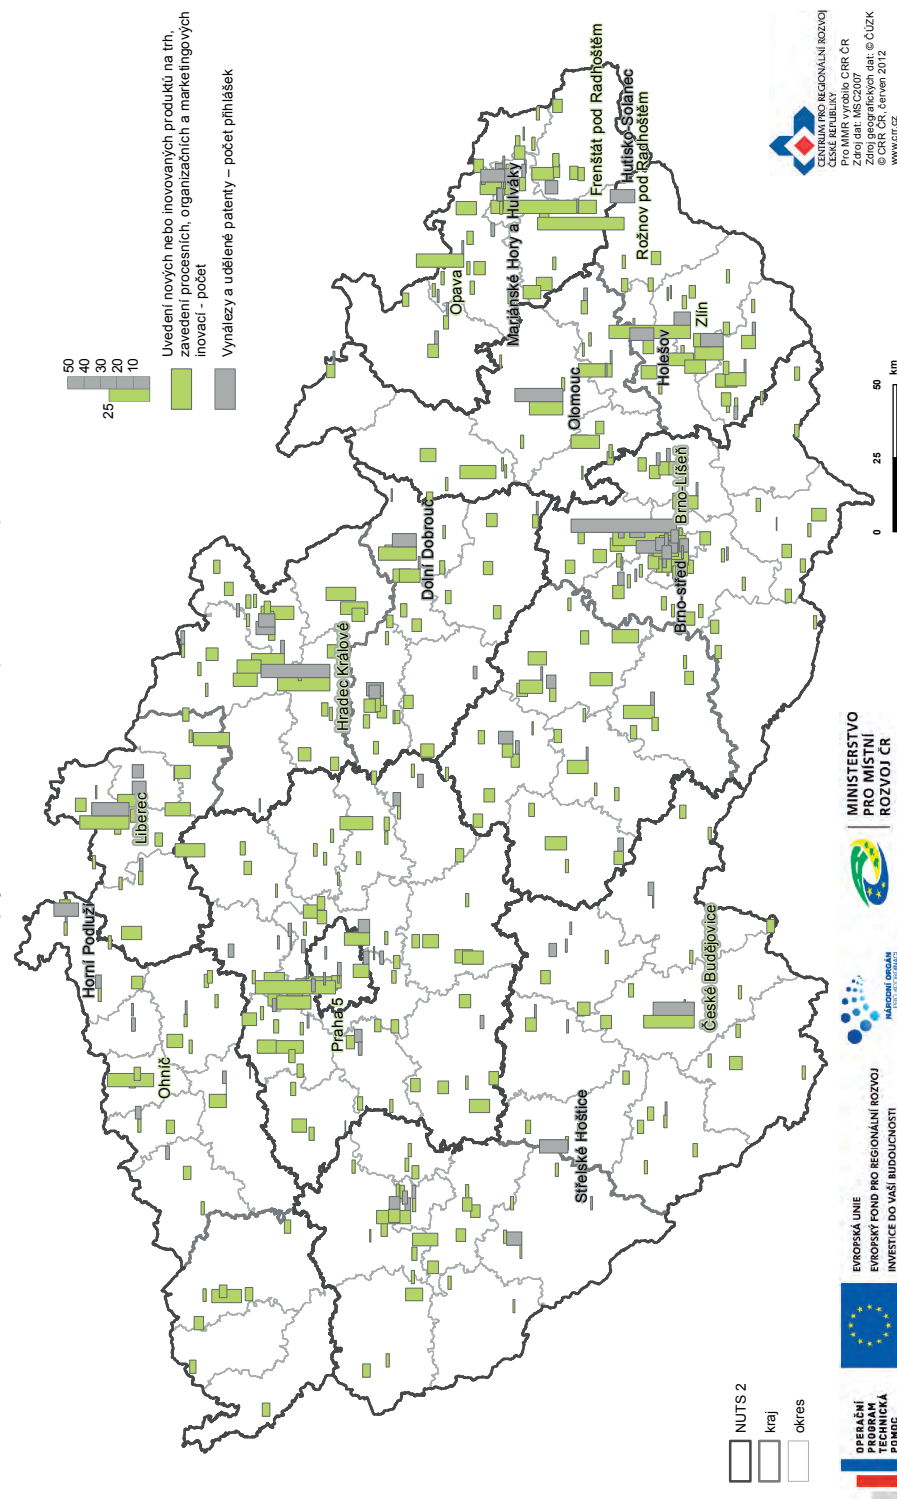 Uvedení nových nebo inovovaných produktů na trh,
zavedení procesních, organizačních a marketingových
inovací - počet
Vynálezy a udělené patenty – počet přihlášek
50
40
30
20
10
25
Horní Podluží
Liberec
Ohníč
Praha 5
Hradec Králové
Dolní Dobrouč
Opava
Mariánské Hory a Hulváky
Frenštát pod Radhoštěm
Hutisko-Solanec
Rožnov pod Radhoštěm
Olomouc
Holešov
Zlín
Brno-střed
Brno-Líšeň
České Budějovice
Střelské Hoštice
NUTS 2
kraj
okres
0
25
50
km
CENTRUM PRO REGIONÁLNÍ ROZVOJ
ČESKÉ REPUBLIKY
Pro MMR vyrobilo CRR ČR
Zdroj dat: MSC2007
Zdroj geografických dat: © ČÚZK
© CRR ČR, červen 2012
www.crr.cz
OPERAČNÍ
PROGRAM
TECHNICKÁ
POMOC
EVROPSKÁ UNIE
EVROPSKÝ FOND PRO REGIONÁLNÍ ROZVOJ
INVESTICE DO VAŠÍ BUDOUCNOSTI
NÁRODNÍ ORGÁN
MINISTERSTVO
PRO MÍSTNÍ
ROZVOJ ČR